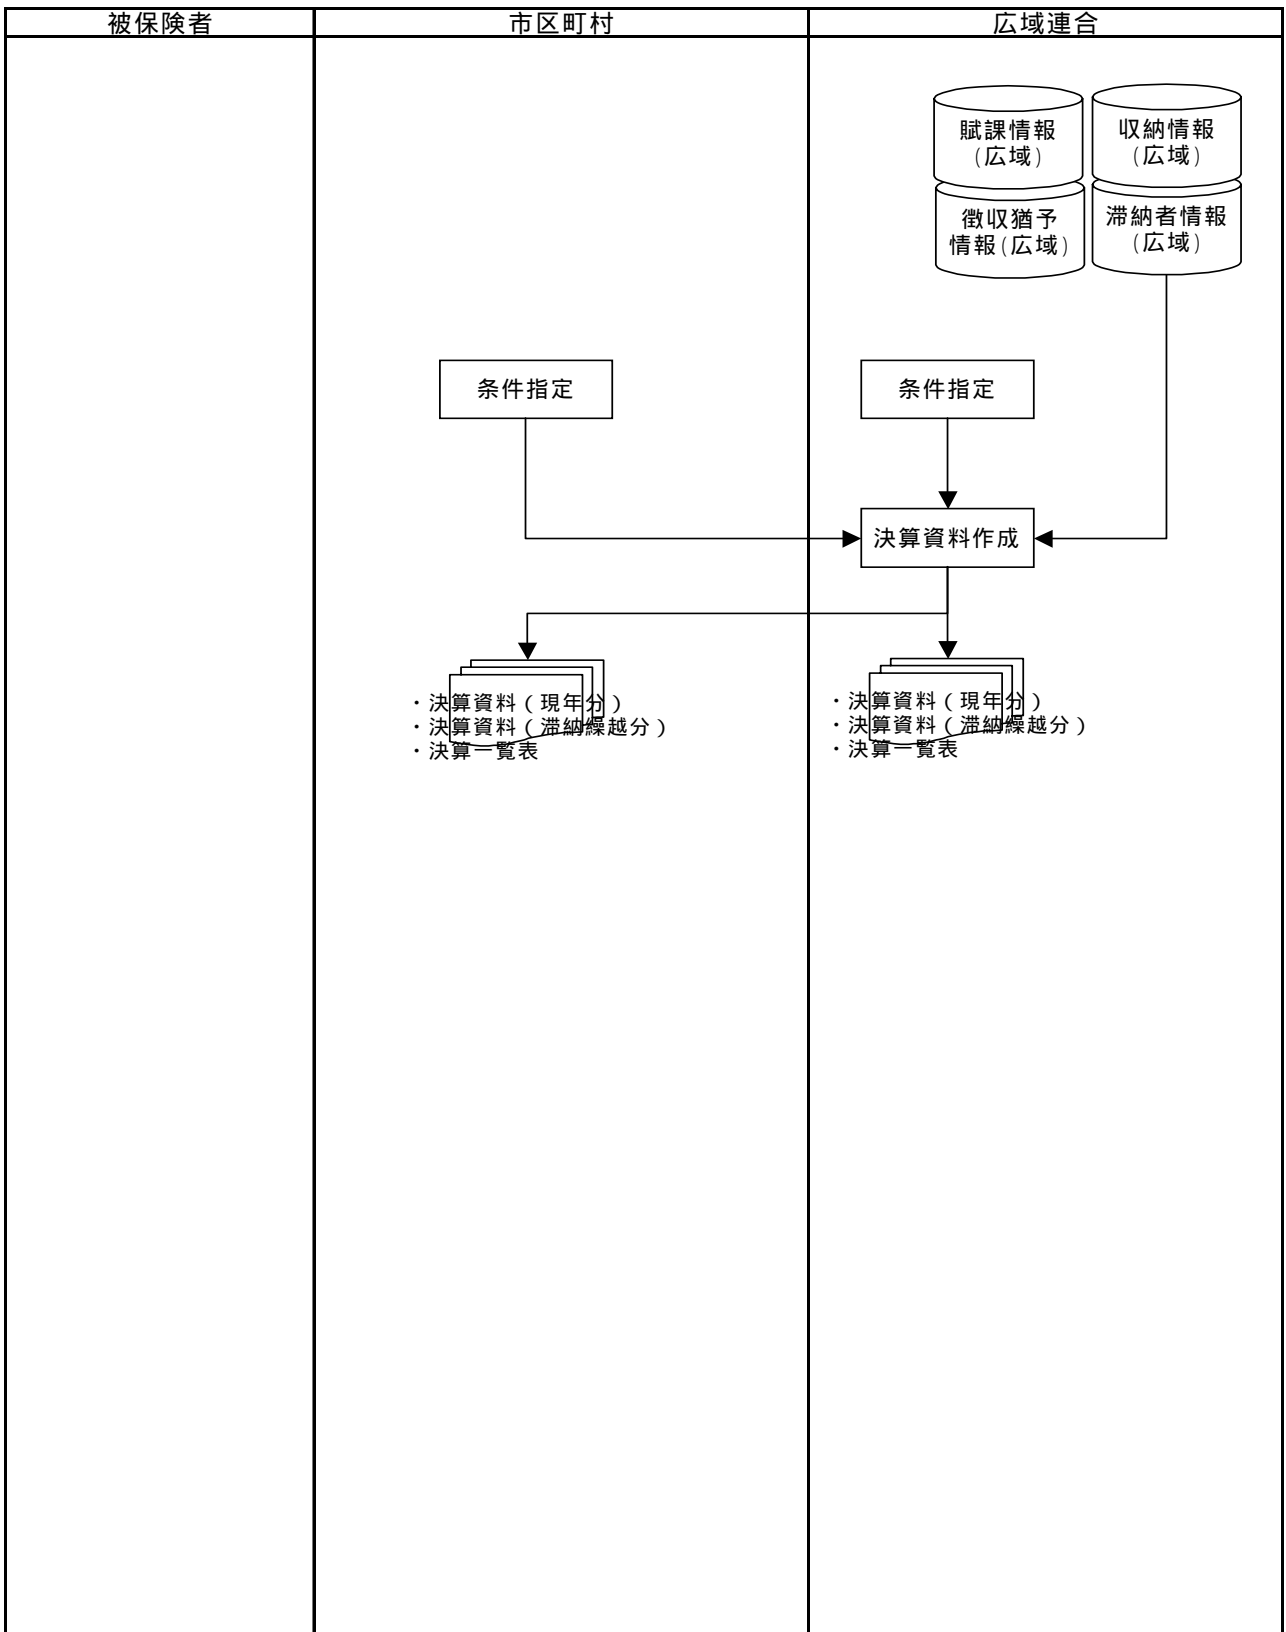 被保険者
市区町村
広域連合
賦課情報
(広域)
収納情報
(広域)
徴収猶予
情報(広域)
滞納者情報
(広域)
条件指定
条件指定
決算資料作成
・決算資料(現年分)
・決算資料(滞納繰越分)
・決算一覧表
・決算資料(現年分)
・決算資料(滞納繰越分)
・決算一覧表